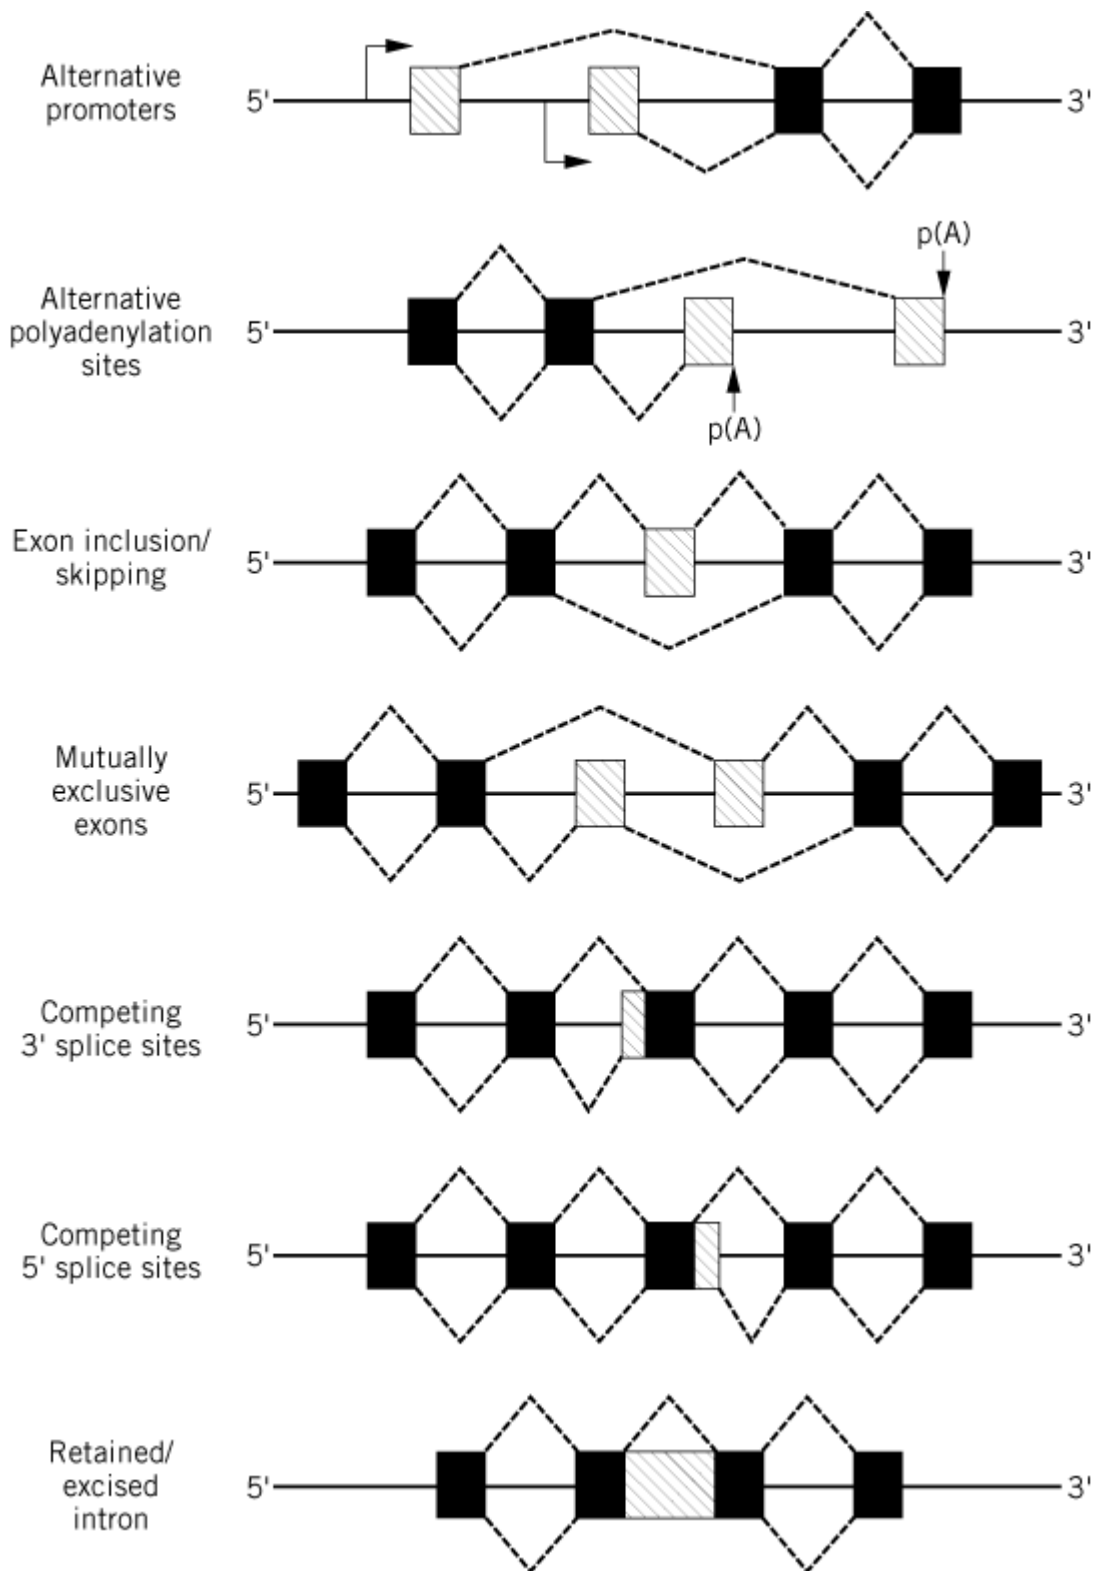 Alternative
promoters
5'
3'
p(A)
Alternative
polyadenylation
sites
5'
3'
p(A)
Exon inclusion/
skipping
5'
3'
Mutually
exclusive
exons
5'
3'
Competing
3' splice sites
5'
3'
Competing
5' splice sites
5'
3'
Retained/
excised
intron
5'
3'